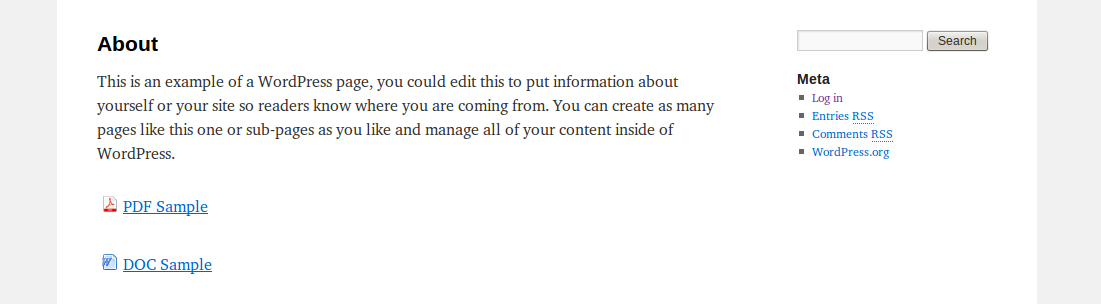 About
This is an example of a WordPress page, you could edit this to put information about
yourself or your site so readers know where you are coming from. You can create as many
pages like this one or sub-pages as you like and manage all of your content inside of
WordPress.
PDF Sample
DOC Sample
Search
Meta
Log in
Entries RSS
Comments RSS
WordPress.org